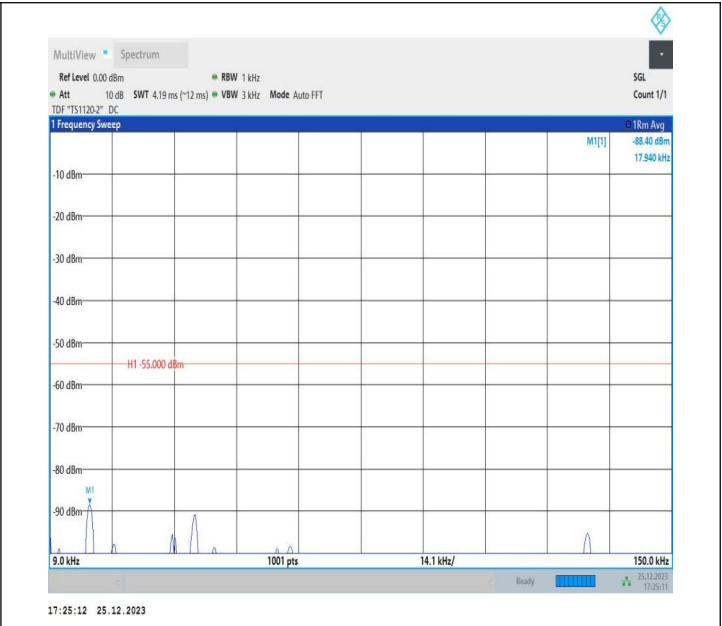 MultiView Spectrum
Ref Level 0.00 dBm RBW 1 kHz SGL
Att 10 dB SWT 4.19 ms (~12 ms) VBW 3 kHz Mode Auto FFT Count 1/1
TDF "TS1120-2" DC
1 Frequency Sweep 1Rm Avg
M1[1] -88.40 dBm
17.940 kHz
-10 dBm
-20 dBm
-30 dBm
-40 dBm
-50 dBm
H1 -55.000 dBm
-60 dBm
-70 dBm
-80 dBm
M1
-90 dBm
9.0 kHz 1001 pts 14.1 kHz/ 150.0 kHz
Ready 25.12.2023
17:25:11
17:25:12 25.12.2023